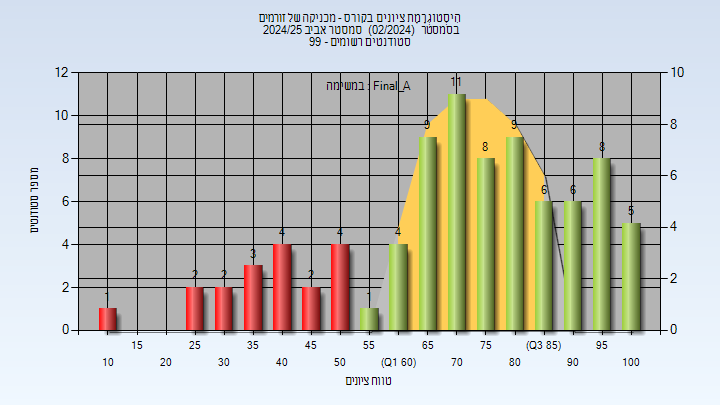 היסטוגרמת ציונים בקורס - מכניקה של זורמים
בסמסטר (02/2024) סמסטר אביב 2024/25
סטודנטים רשומים - 99
במשימה : Final_A
מספר סטודנטים
12 10 8 6 4 2 0
10 8 6 4 2 0
1 2 2 3 4 2 4 1 4 9 11 8 9 6 6 8 5
15 25 35 45 55 65 75 (Q3 85) 95
10 20 30 40 50 (Q1 60) 70 80 90 100
טווח ציונים